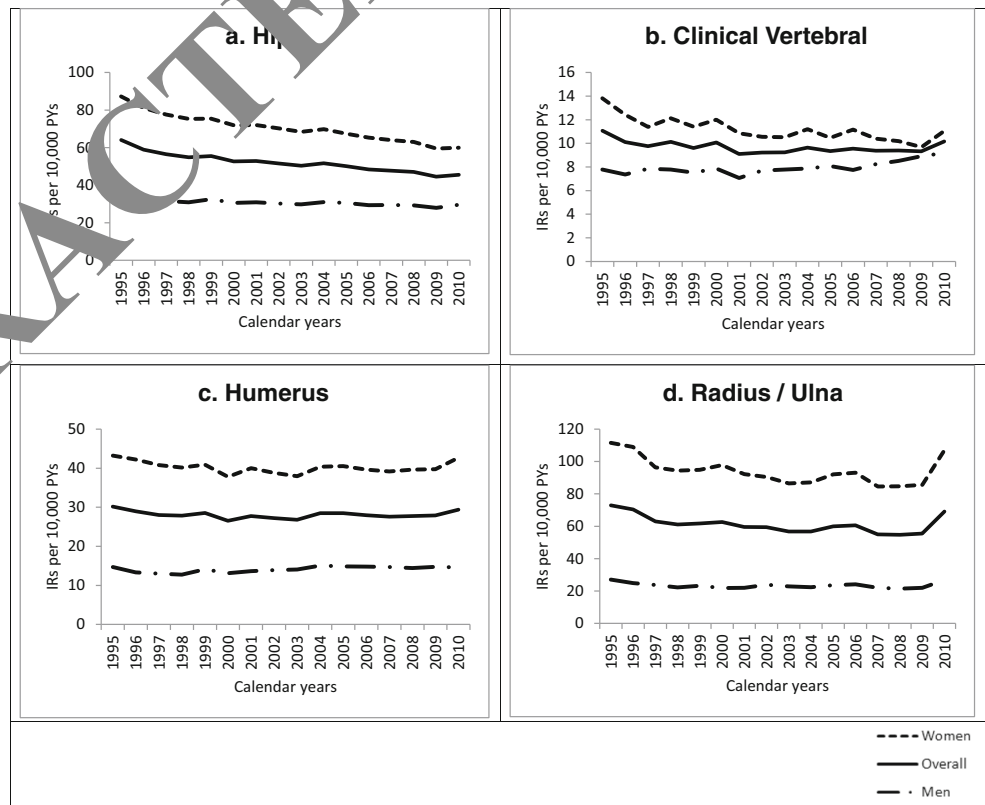 ACTE
a. Hip
100
80
60
40
20
0
s per 10,000 PYs
1995 1996 1997 1998 1999 2000 2001 2002 2003 2004 2005 2006 2007 2008 2009 2010
Calendar years
b. Clinical Vertebral
16
14
12
10
8
6
4
2
0
IRs per 10,000 PYs
1995 1996 1997 1998 1999 2000 2001 2002 2003 2004 2005 2006 2007 2008 2009 2010
Calendar years
c. Humerus
50
40
30
20
10
0
IRs per 10,000 PYs
1995 1996 1997 1998 1999 2000 2001 2002 2003 2004 2005 2006 2007 2008 2009 2010
Calendar years
d. Radius / Ulna
120
100
80
60
40
20
0
IRs per 10,000 PYs
1995 1996 1997 1998 1999 2000 2001 2002 2003 2004 2005 2006 2007 2008 2009 2010
Calendar years
Women
Overall
Men